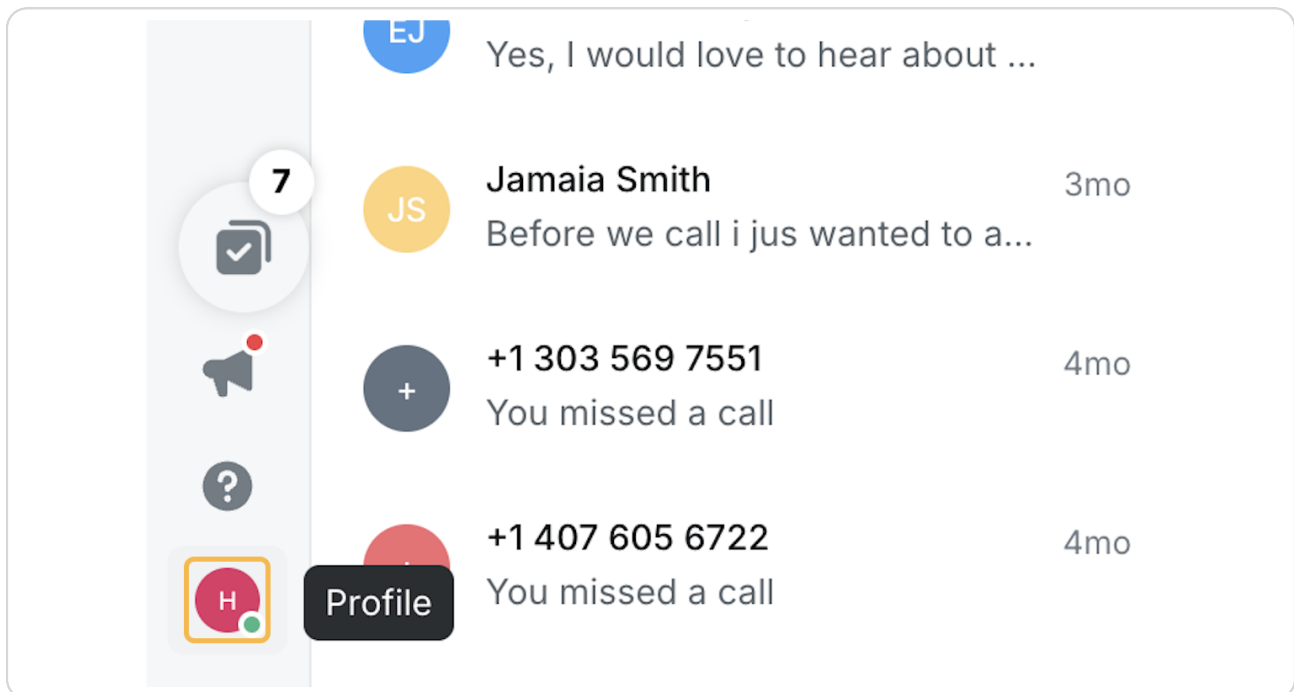 EJ
Yes, I would love to hear about ...
7
JS
Jamaia Smith
3mo
Before we call i jus wanted to a...
+
+1 303 569 7551
4mo
You missed a call
?
+1 407 605 6722
4mo
You missed a call
H
Profile